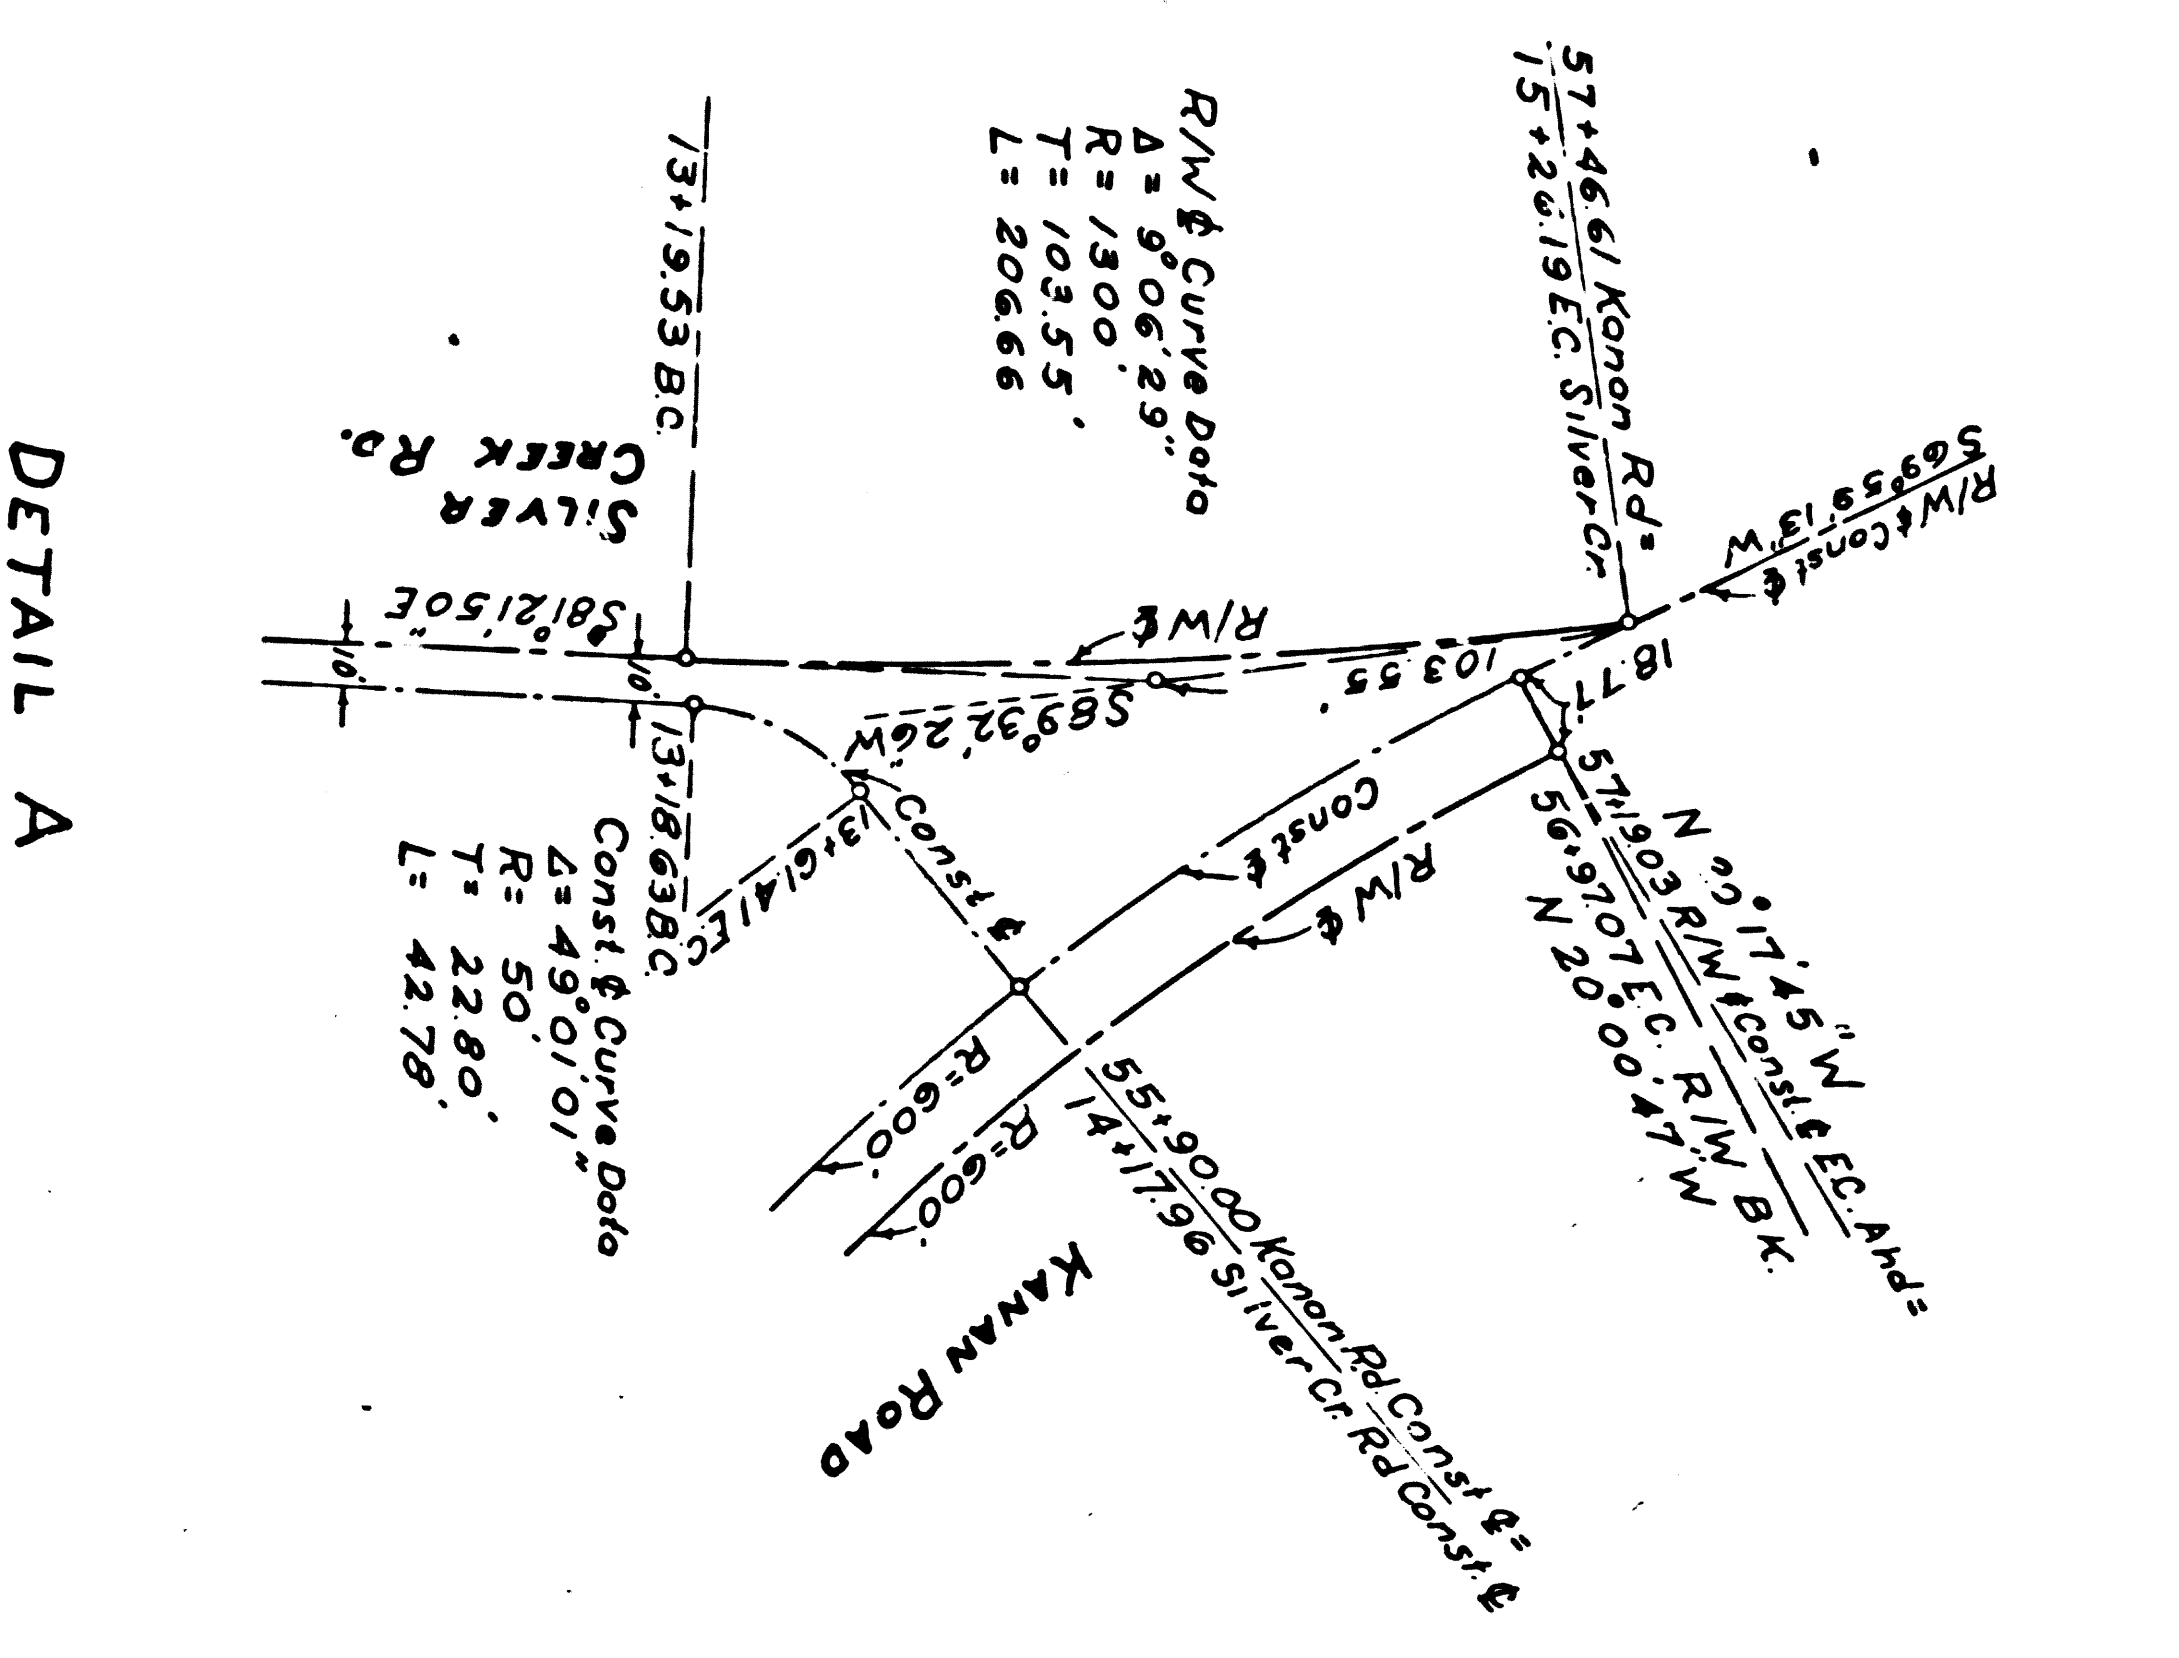 DETAIL A
57+46.61 Kanan Rd =
15+26.19 E.C. Silver Cr.
R/W ℄ Curve Data
Δ = 9°06'29"
R = 1300'
T = 103.55'
L = 206.66
13+19.53 B.C.
SILVER
CREEK RD.
S81°21'50"E
10'
10'
R/W ℄
103.55
S89°32'26"W
S69°59'13"W
R/W ℄ Const ℄
18.77'
13+18.63 B.C.
13+61.41 E.C.
Const ℄
Const ℄
R/W ℄
Const. ℄ Curve Data
Δ = 49°01'01"
R = 50'
T = 22.80'
L = 42.78'
R=600'
R=600'
KANAN ROAD
N °17'45"W
57+19.03 R/W ℄ Const. ℄ E.C. Ahd =
56+97.07 E.C. R/W BK.
N 20°00'47"W
55+90.00 Kanan Rd Const ℄ =
14+17.96 Silver Cr. Rd Const. ℄